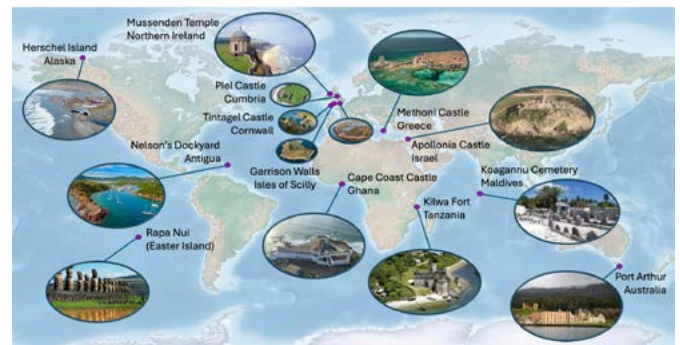 Mussenden Temple
Northern Ireland
Herschel Island
Alaska
Piel Castle
Cumbria
Tintagel Castle
Cornwall
Methoni Castle
Greece
Apollonia Castle
Israel
Nelson's Dockyard
Antigua
Garrison Walls
Isles of Scilly
Cape Coast Castle
Ghana
Koagannu Cemetery
Maldives
Kilwa Fort
Tanzania
Rapa Nui
(Easter Island)
Port Arthur
Australia